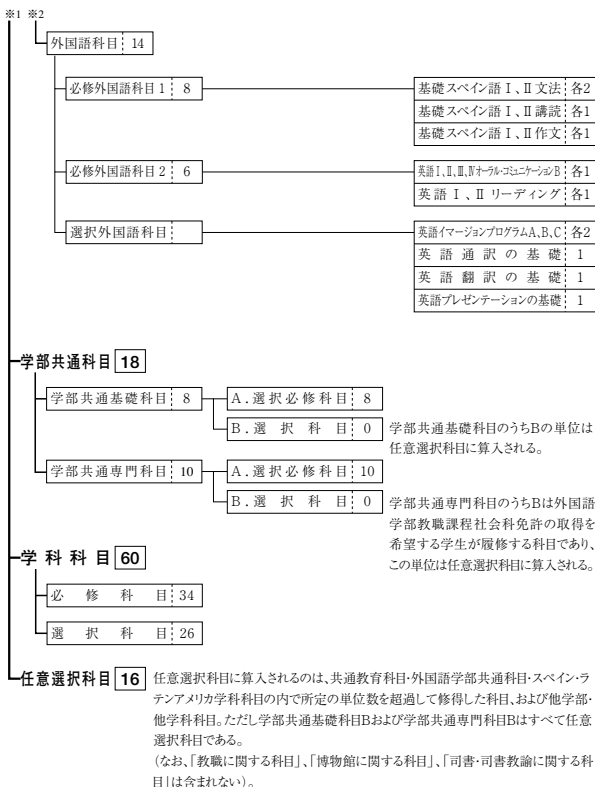 ※1 ※2
外国語科目 14
必修外国語科目1 8
基礎スペイン語Ⅰ、Ⅱ文法 各2
基礎スペイン語Ⅰ、Ⅱ講読 各1
基礎スペイン語Ⅰ、Ⅱ作文 各1
必修外国語科目2 6
英語Ⅰ、Ⅱ、Ⅲ、Ⅳオーラル・コミュニケーションB 各1
英語Ⅰ、Ⅱリーディング 各1
選択外国語科目
英語イマージョンプログラムA、B、C 各2
英語通訳の基礎 1
英語翻訳の基礎 1
英語プレゼンテーションの基礎 1
学部共通科目 18
学部共通基礎科目 8
A.選択必修科目 8
B.選択科目 0
学部共通基礎科目のうちBの単位は
任意選択科目に算入される。
学部共通専門科目 10
A.選択必修科目 10
B.選択科目 0
学部共通専門科目のうちBは外国語
学部教職課程社会科免許の取得を
希望する学生が履修する科目であり、
この単位は任意選択科目に算入される。
学科科目 60
必修科目 34
選択科目 26
任意選択科目 16
任意選択科目に算入されるのは、共通教育科目・外国語学部共通科目・スペイン・ラ
テンアメリカ学科科目の内で所定の単位数を超過して修得した科目、および他学部・
他学科科目。ただし学部共通基礎科目Bおよび学部共通専門科目Bはすべて任意
選択科目である。
(なお、「教職に関する科目」、「博物館に関する科目」、「司書・司書教諭に関する科
目」は含まれない)。